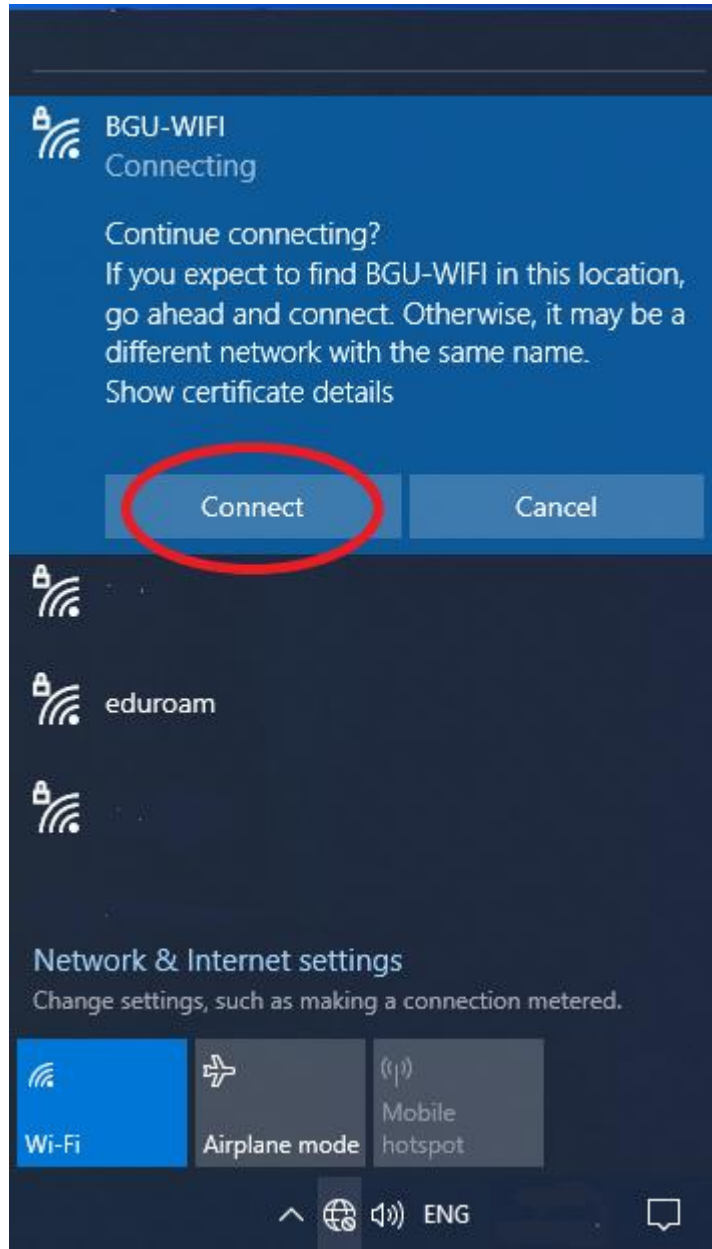 BGU-WIFI
Connecting
Continue connecting?
If you expect to find BGU-WIFI in this location,
go ahead and connect. Otherwise, it may be a
different network with the same name.
Show certificate details
Connect Cancel
eduroam
Network & Internet settings
Change settings, such as making a connection metered.
Wi-Fi Airplane mode Mobile
hotspot
ENG